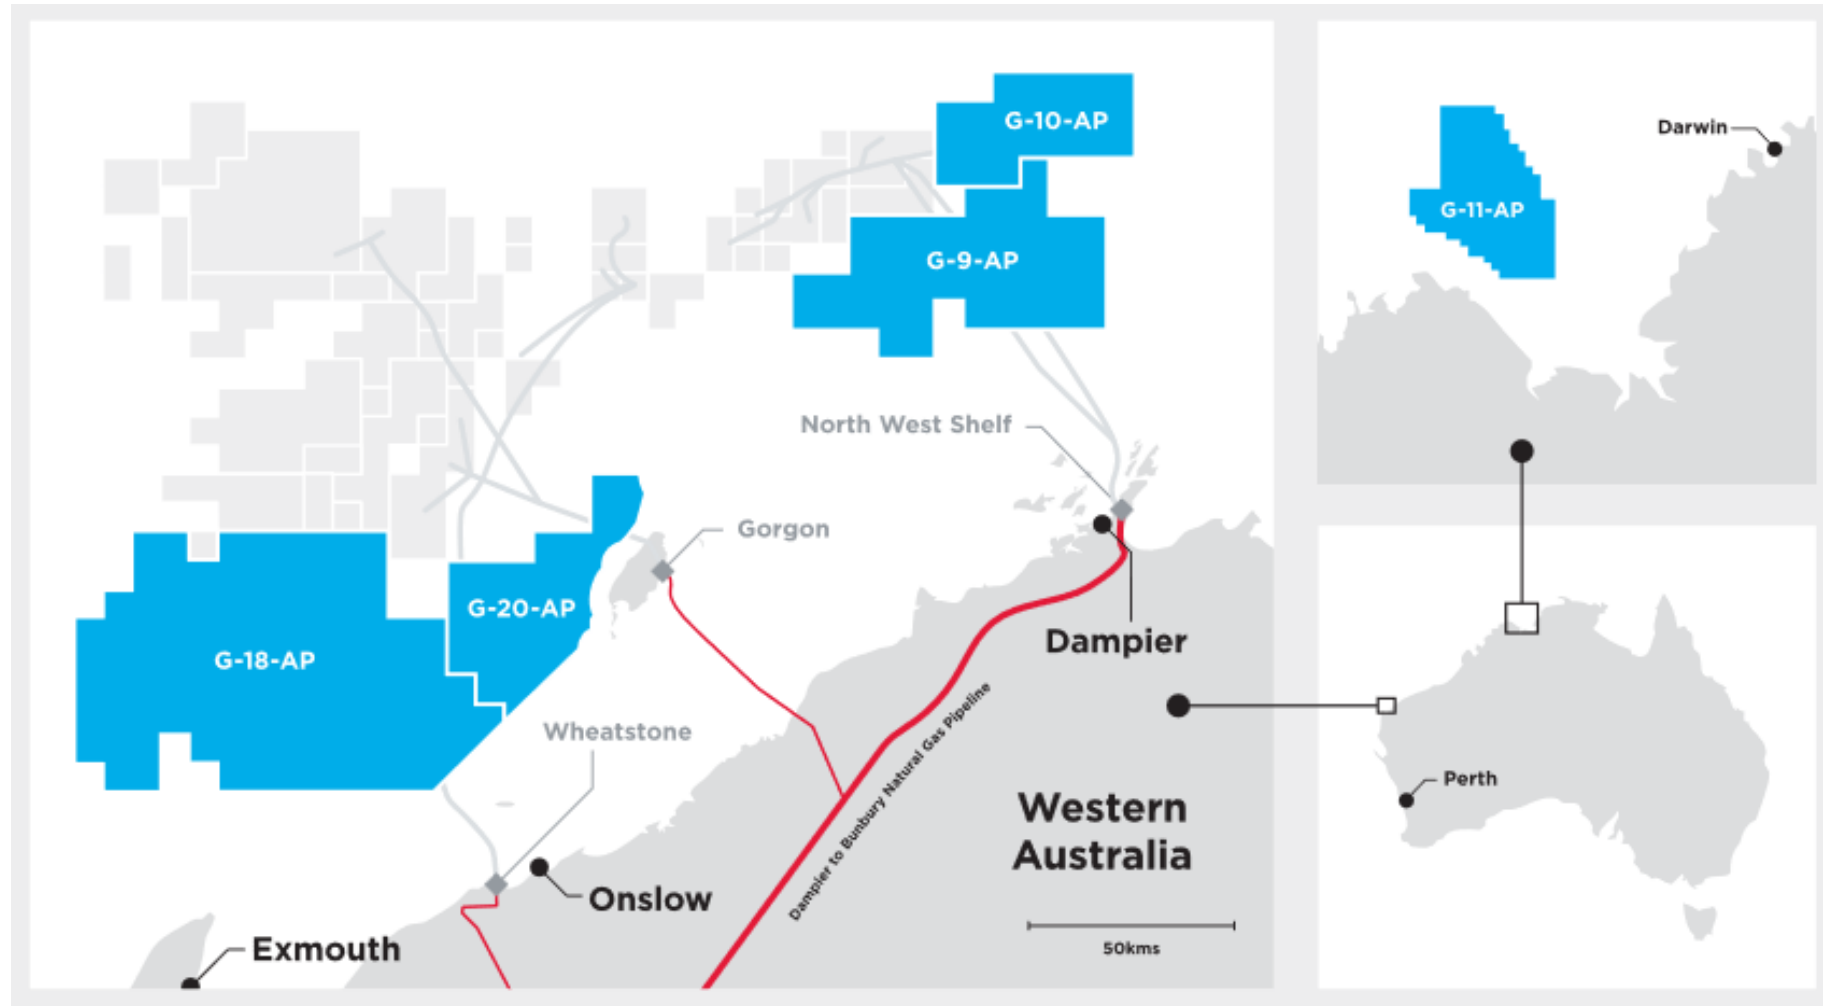 G-10-AP
G-9-AP
North West Shelf
Gorgon
G-20-AP
G-18-AP
Dampier
Wheatstone
Dampier to Bunbury Natural Gas Pipeline
Western
Australia
Onslow
50kms
Exmouth
Darwin
G-11-AP
Perth